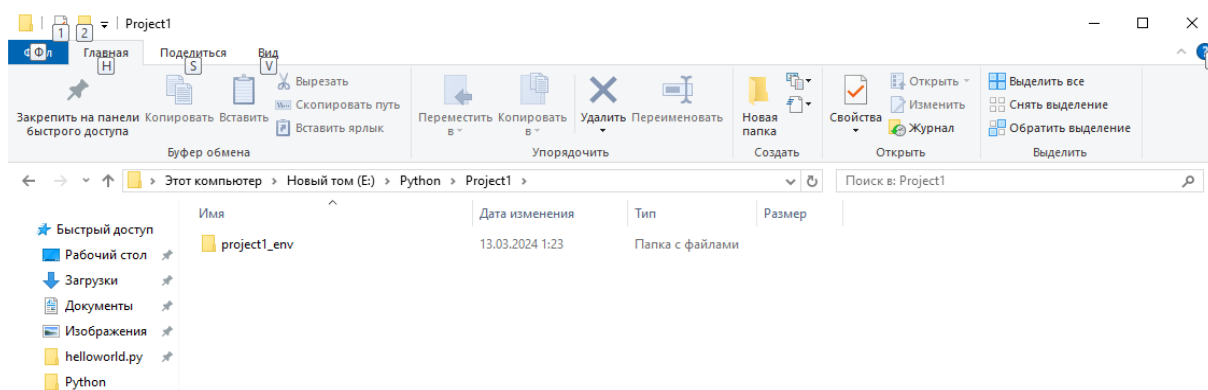 Project1
1
2
Ф
Главная
Поделиться
Вид
H
S
V
Закрепить на панели быстрого доступа
Копировать
Вставить
Вырезать
Скопировать путь
Вставить ярлык
Переместить в
Копировать в
Удалить
Переименовать
Новая папка
Свойства
Открыть
Изменить
Журнал
Выделить все
Снять выделение
Обратить выделение
Буфер обмена
Упорядочить
Создать
Открыть
Выделить
Этот компьютер > Новый том (E:) > Python > Project1 >
Поиск в: Project1
Имя
Дата изменения
Тип
Размер
Быстрый доступ
project1_env
13.03.2024 1:23
Папка с файлами
Рабочий стол
Загрузки
Документы
Изображения
helloworld.py
Python